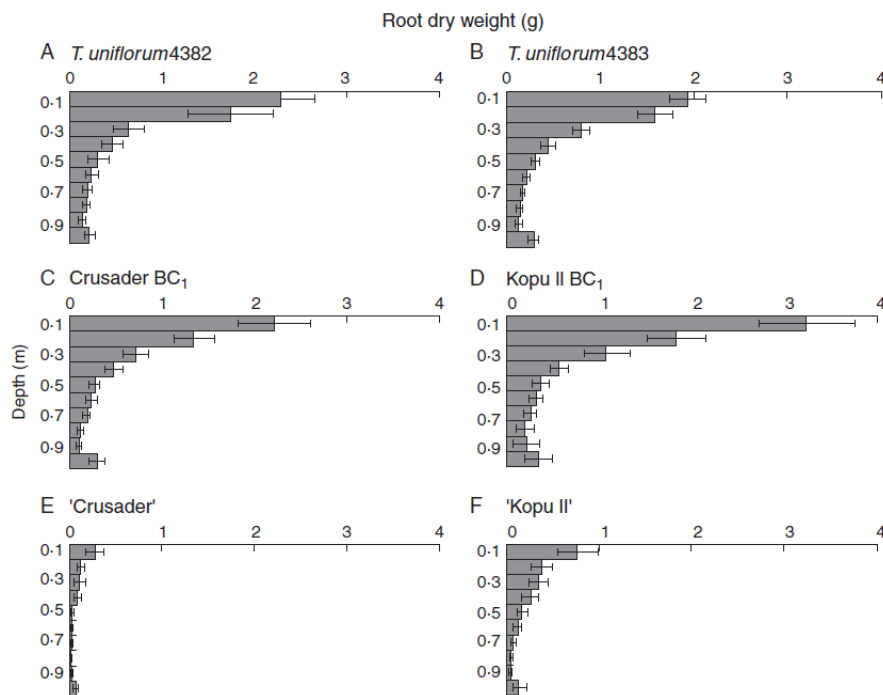 Root dry weight (g)
A T. uniflorum4382
0 1 2 3 4
0·1
0·3
0·5
0·7
0·9
B T. uniflorum4383
0 1 2 3 4
0·1
0·3
0·5
0·7
0·9
Depth (m)
C Crusader BC₁
0 1 2 3 4
0·1
0·3
0·5
0·7
0·9
D Kopu II BC₁
0 1 2 3 4
0·1
0·3
0·5
0·7
0·9
E 'Crusader'
0 1 2 3 4
0·1
0·3
0·5
0·7
0·9
F 'Kopu II'
0 1 2 3 4
0·1
0·3
0·5
0·7
0·9